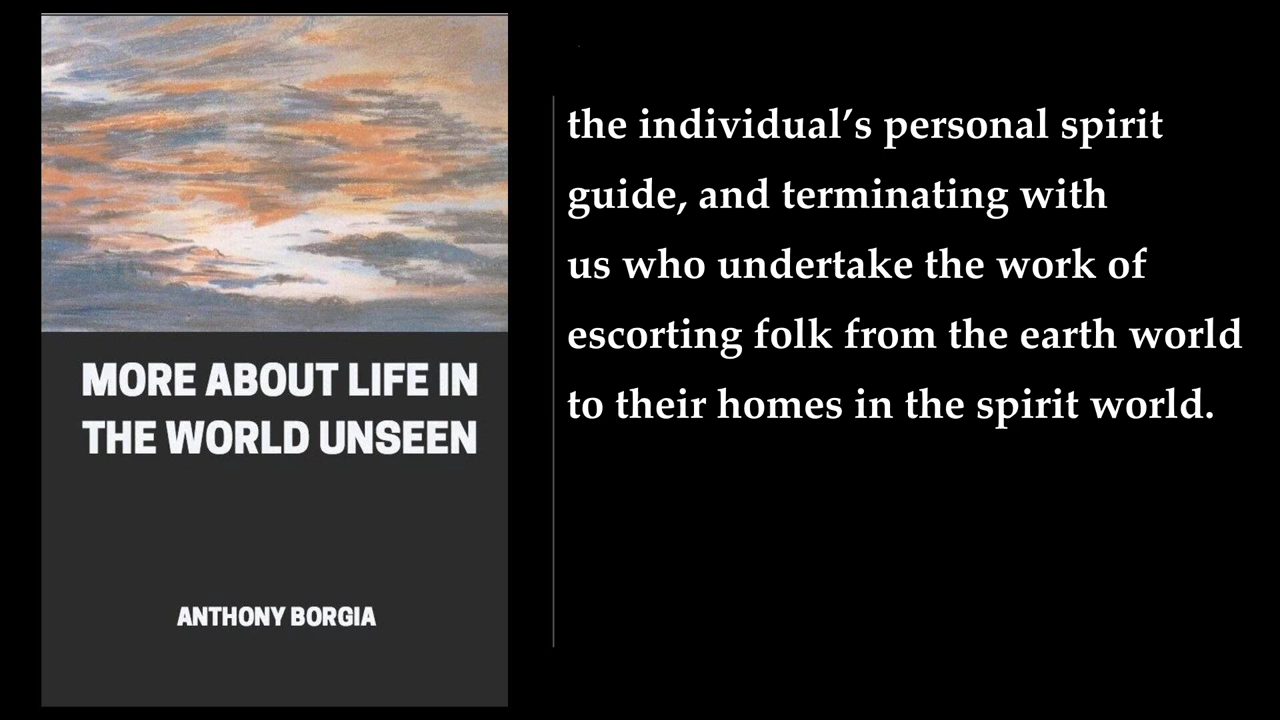 MORE ABOUT LIFE IN
THE WORLD UNSEEN
ANTHONY BORGIA
the individual’s personal spirit
guide, and terminating with
us who undertake the work of
escorting folk from the earth world
to their homes in the spirit world.